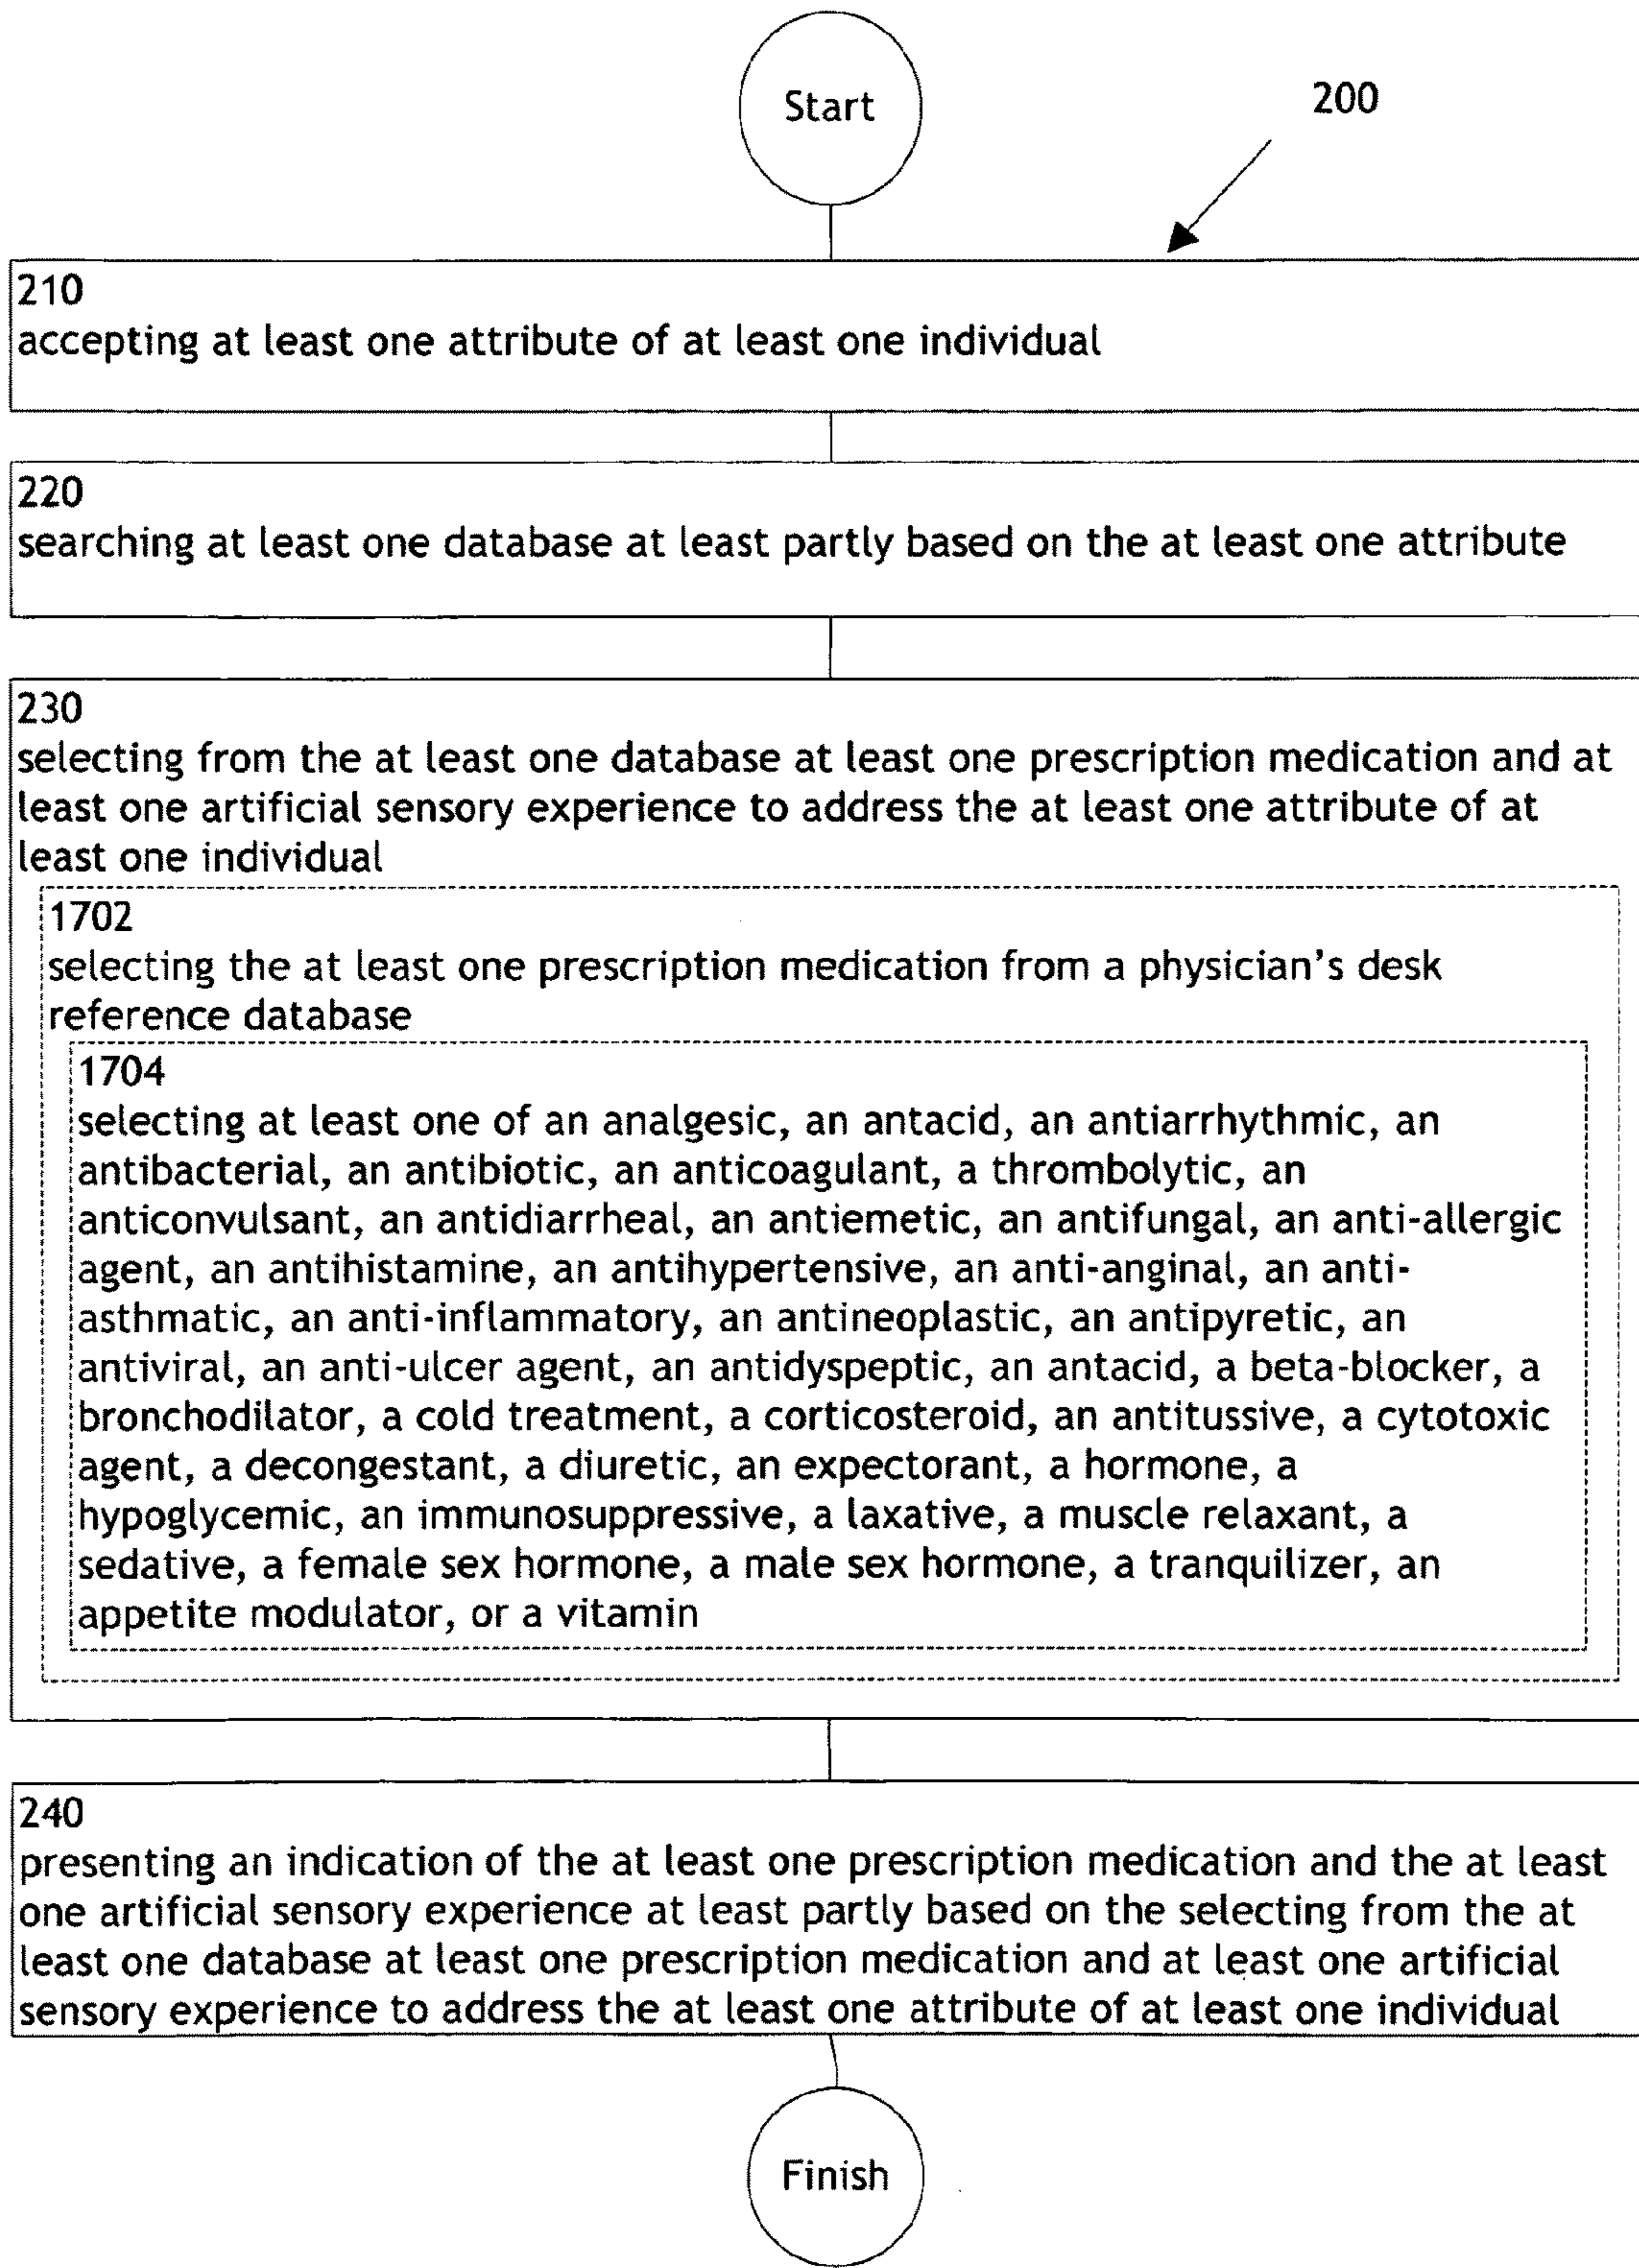 Start
200
210
accepting at least one attribute of at least one individual
220
searching at least one database at least partly based on the at least one attribute
230
selecting from the at least one database at least one prescription medication and at
least one artificial sensory experience to address the at least one attribute of at
least one individual
1702
selecting the at least one prescription medication from a physician's desk
reference database
1704
selecting at least one of an analgesic, an antacid, an antiarrhythmic, an
antibacterial, an antibiotic, an anticoagulant, a thrombolytic, an
anticonvulsant, an antidiarrheal, an antiemetic, an antifungal, an anti-allergic
agent, an antihistamine, an antihypertensive, an anti-anginal, an anti-
asthmatic, an anti-inflammatory, an antineoplastic, an antipyretic, an
antiviral, an anti-ulcer agent, an antidyspeptic, an antacid, a beta-blocker, a
bronchodilator, a cold treatment, a corticosteroid, an antitussive, a cytotoxic
agent, a decongestant, a diuretic, an expectorant, a hormone, a
hypoglycemic, an immunosuppressive, a laxative, a muscle relaxant, a
sedative, a female sex hormone, a male sex hormone, a tranquilizer, an
appetite modulator, or a vitamin
240
presenting an indication of the at least one prescription medication and the at least
one artificial sensory experience at least partly based on the selecting from the at
least one database at least one prescription medication and at least one artificial
sensory experience to address the at least one attribute of at least one individual
Finish